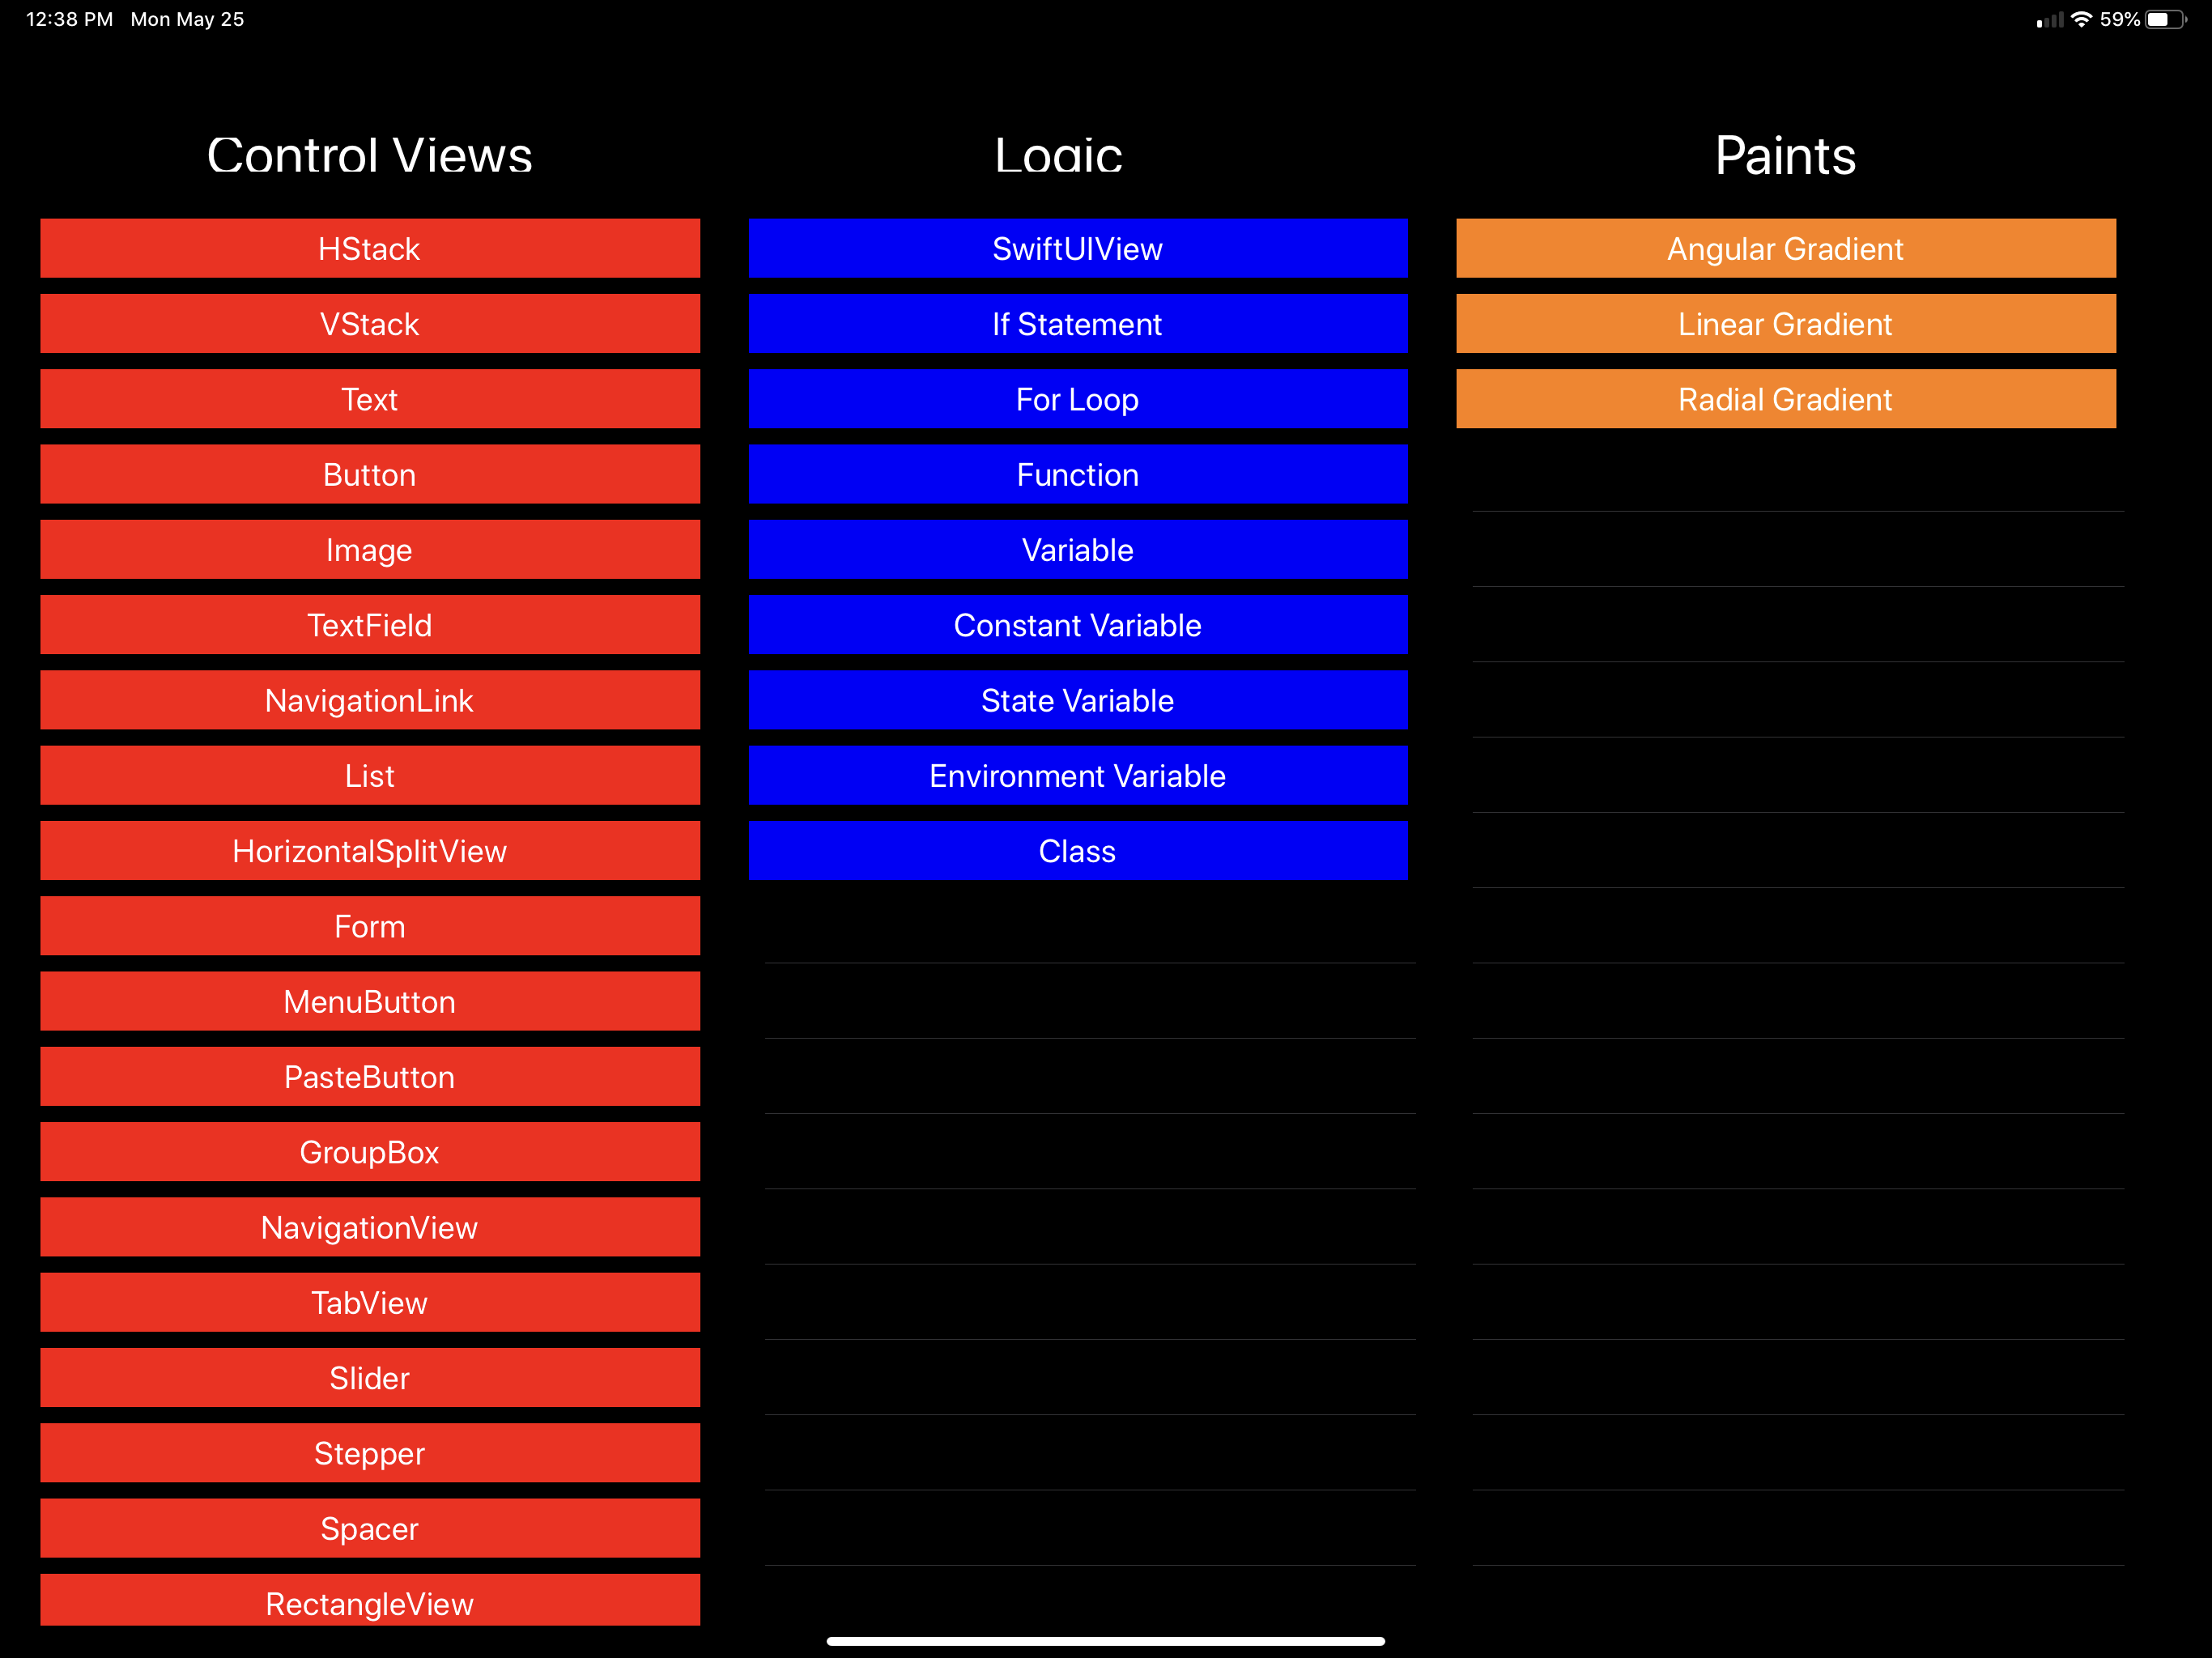 12:38 PM Mon May 25
59%
Control Views
HStack
VStack
Text
Button
Image
TextField
NavigationLink
List
HorizontalSplitView
Form
MenuButton
PasteButton
GroupBox
NavigationView
TabView
Slider
Stepper
Spacer
RectangleView
Logic
SwiftUIView
If Statement
For Loop
Function
Variable
Constant Variable
State Variable
Environment Variable
Class
Paints
Angular Gradient
Linear Gradient
Radial Gradient